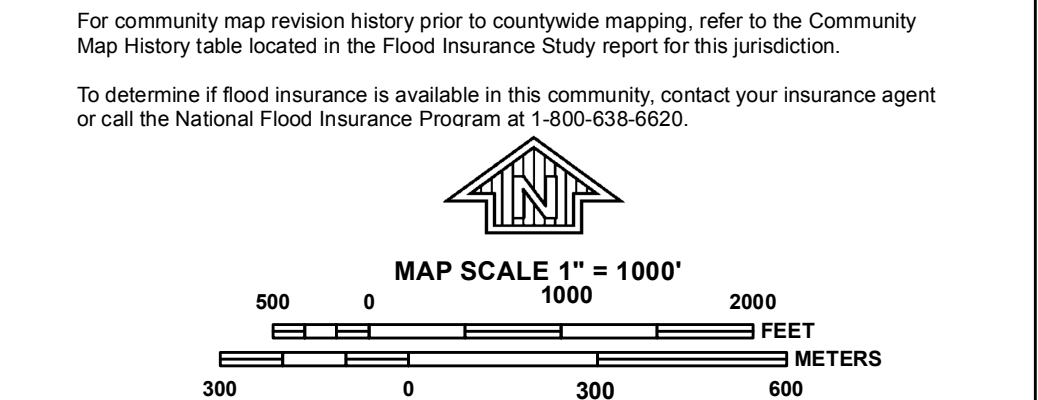 For community map revision history prior to countywide mapping, refer to the Community
Map History table located in the Flood Insurance Study report for this jurisdiction.
To determine if flood insurance is available in this community, contact your insurance agent
or call the National Flood Insurance Program at 1-800-638-6620.
N
MAP SCALE 1" = 1000'
500 0 1000 2000
FEET
METERS
300 0 300 600